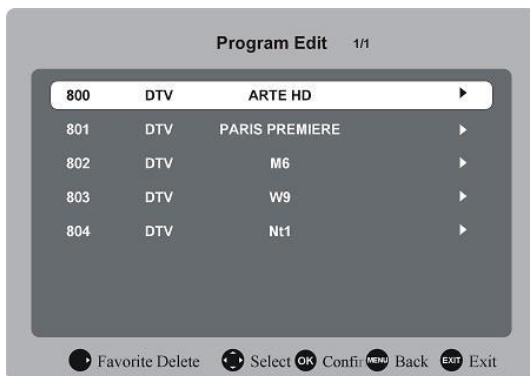 Program Edit 1/1
800 DTV ARTE HD
801 DTV PARIS PREMIERE
802 DTV M6
803 DTV W9
804 DTV Nt1
Favorite Delete Select OK Confir MENU Back EXIT Exit